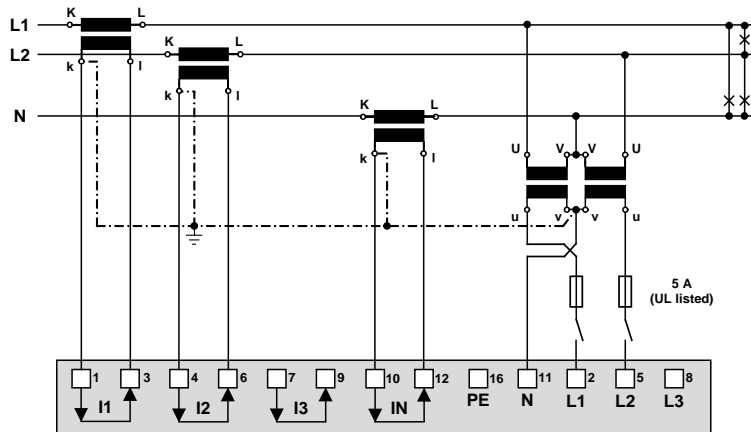 L1
K
L
L2
K
L
k
l
k
l
N
K
L
k
l
U
V
V
U
u
v
v
u
5 A
(UL listed)
1
3
4
6
7
9
10
12
16
11
2
5
8
I1
I2
I3
IN
PE
N
L1
L2
L3